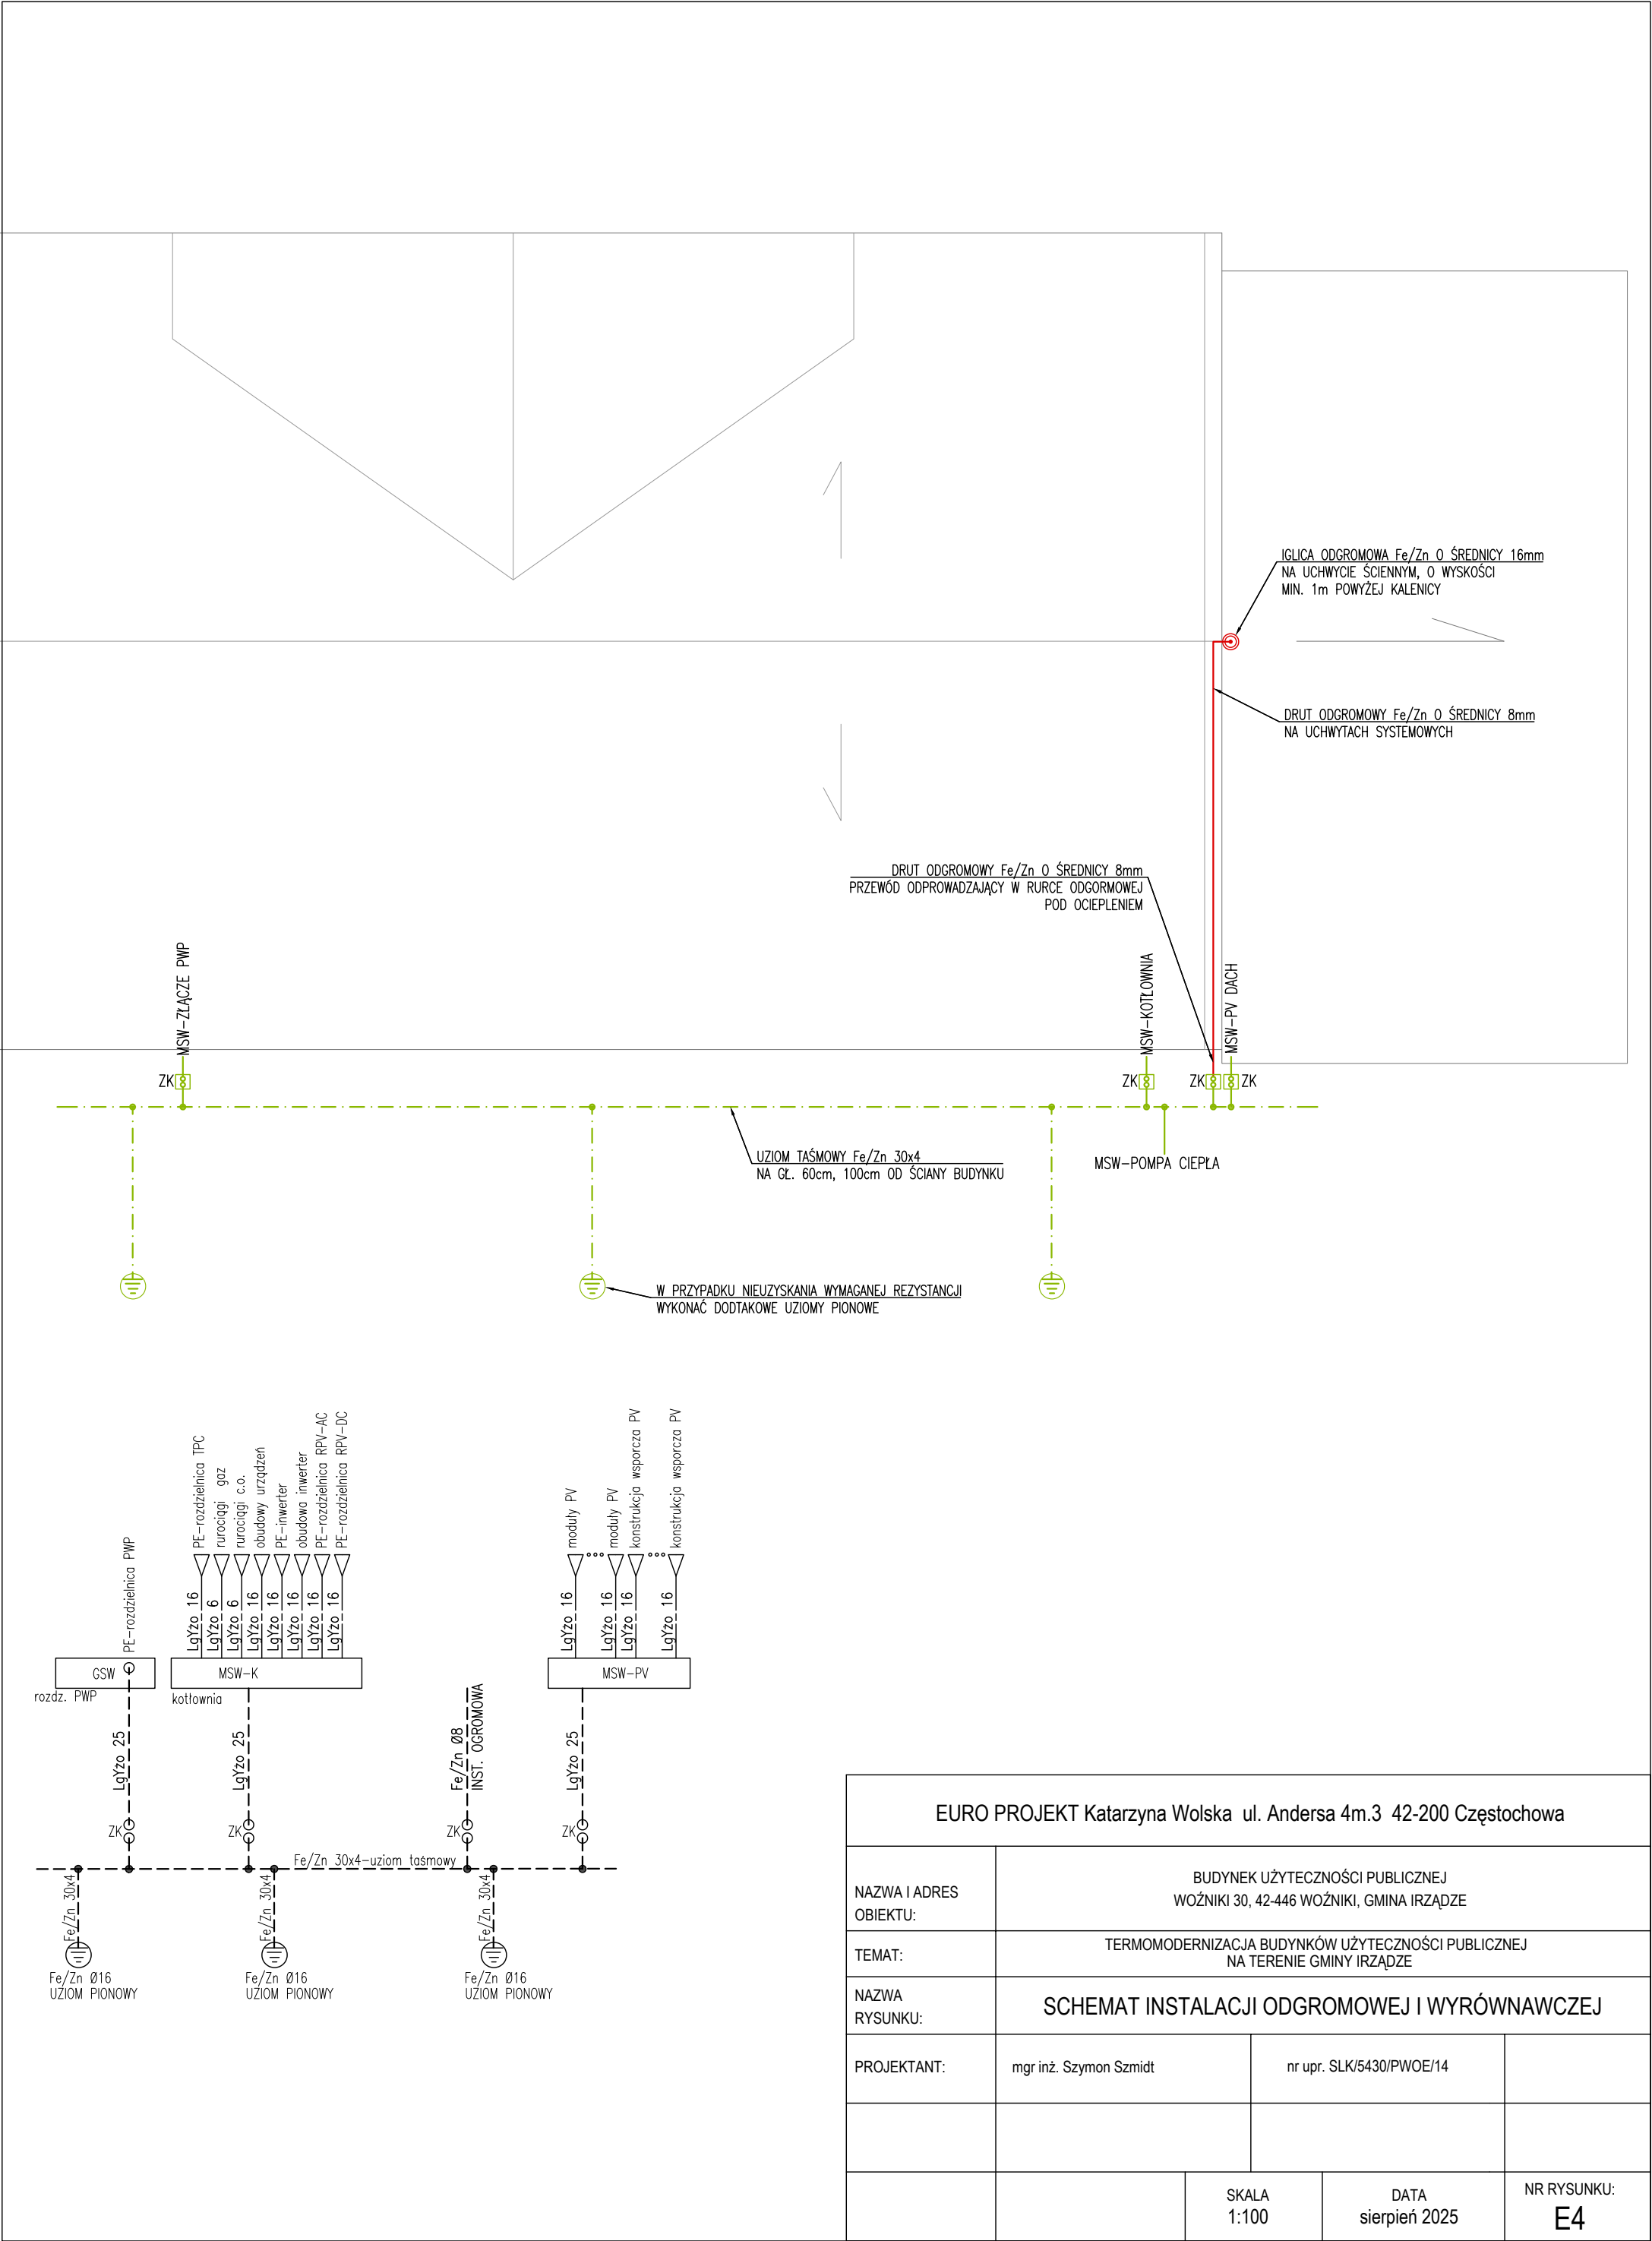 IGLICA ODGROMOWA Fe/Zn O ŚREDNICY 16mm
NA UCHWYCIE ŚCIENNYM, O WYSKOŚCI
MIN. 1m POWYŻEJ KALENICY
DRUT ODGROMOWY Fe/Zn O ŚREDNICY 8mm
NA UCHWYTACH SYSTEMOWYCH
DRUT ODGROMOWY Fe/Zn O ŚREDNICY 8mm
PRZEWÓD ODPROWADZAJĄCY W RURCE ODGORMOWEJ
POD OCIEPLENIEM
MSW-ZŁĄCZE PWP
MSW-KOTŁOWNIA
MSW-PV DACH
ZK
ZK
ZK
ZK
UZIOM TAŚMOWY Fe/Zn 30x4
NA GŁ. 60cm, 100cm OD ŚCIANY BUDYNKU
MSW-POMPA CIEPŁA
W PRZYPADKU NIEUZYSKANIA WYMAGANEJ REZYSTANCJI
WYKONAĆ DODTAKOWE UZIOMY PIONOWE
PE-rozdzielnica PWP
PE-rozdzielnica TPC
rurociągi gaz
rurociągi c.o.
obudowy urządzeń
PE-inwerter
obudowa inwerter
PE-rozdzielnica RPV-AC
PE-rozdzielnica RPV-DC
moduły PV
moduły PV
konstrukcja wsporcza PV
konstrukcja wsporcza PV
LgYżo 16
LgYżo 6
LgYżo 6
LgYżo 16
LgYżo 16
LgYżo 16
LgYżo 16
LgYżo 16
LgYżo 16
LgYżo 16
LgYżo 16
LgYżo 16
GSW
MSW-K
MSW-PV
rozdz. PWP
kotłownia
LgYżo 25
LgYżo 25
Fe/Zn Ø8
INST. OGROMOWA
LgYżo 25
ZK
ZK
ZK
ZK
Fe/Zn 30x4-uziom taśmowy
Fe/Zn 30x4
Fe/Zn 30x4
Fe/Zn 30x4
Fe/Zn Ø16
UZIOM PIONOWY
Fe/Zn Ø16
UZIOM PIONOWY
Fe/Zn Ø16
UZIOM PIONOWY
EURO PROJEKT Katarzyna Wolska ul. Andersa 4m.3 42-200 Częstochowa
NAZWA I ADRES
OBIEKTU:
BUDYNEK UŻYTECZNOŚCI PUBLICZNEJ
WOŹNIKI 30, 42-446 WOŹNIKI, GMINA IRZĄDZE
TEMAT:
TERMOMODERNIZACJA BUDYNKÓW UŻYTECZNOŚCI PUBLICZNEJ
NA TERENIE GMINY IRZĄDZE
NAZWA
RYSUNKU:
SCHEMAT INSTALACJI ODGROMOWEJ I WYRÓWNAWCZEJ
PROJEKTANT:
mgr inż. Szymon Szmidt
nr upr. SLK/5430/PWOE/14
SKALA
1:100
DATA
sierpień 2025
NR RYSUNKU:
E4